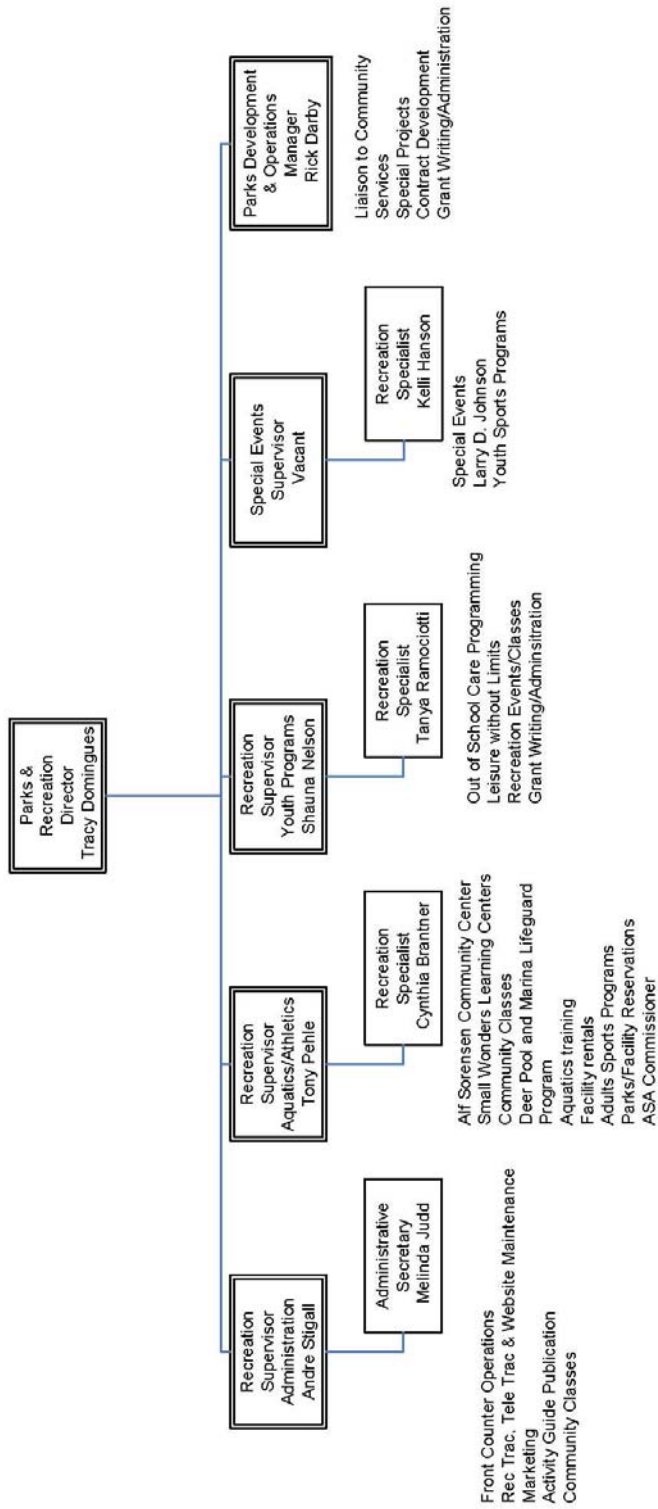 Parks &
Recreation
Director
Tracy Domingues
Recreation
Supervisor
Administration
Andre Stigall
Recreation
Supervisor
Aquatics/Athletics
Tony Pehle
Recreation
Supervisor
Youth Programs
Shauna Nelson
Special Events
Supervisor
Vacant
Parks Development
& Operations
Manager
Rick Darby
Administrative
Secretary
Melinda Judd
Recreation
Specialist
Cynthia Brantner
Recreation
Specialist
Tanya Ramociotti
Recreation
Specialist
Kelli Hanson
Liaison to Community
Services
Special Projects
Contract Development
Grant Writing/Administration
Front Counter Operations
Rec Trac, Tele Trac & Website Maintenance
Marketing
Activity Guide Publication
Community Classes
Alf Sorensen Community Center
Small Wonders Learning Centers
Community Classes
Deer Pool and Marina Lifeguard
Program
Aquatics training
Facility rentals
Adults Sports Programs
Parks/Facility Reservations
ASA Commissioner
Out of School Care Programming
Leisure without Limits
Recreation Events/Classes
Grant Writing/Adminsitration
Special Events
Larry D. Johnson
Youth Sports Programs